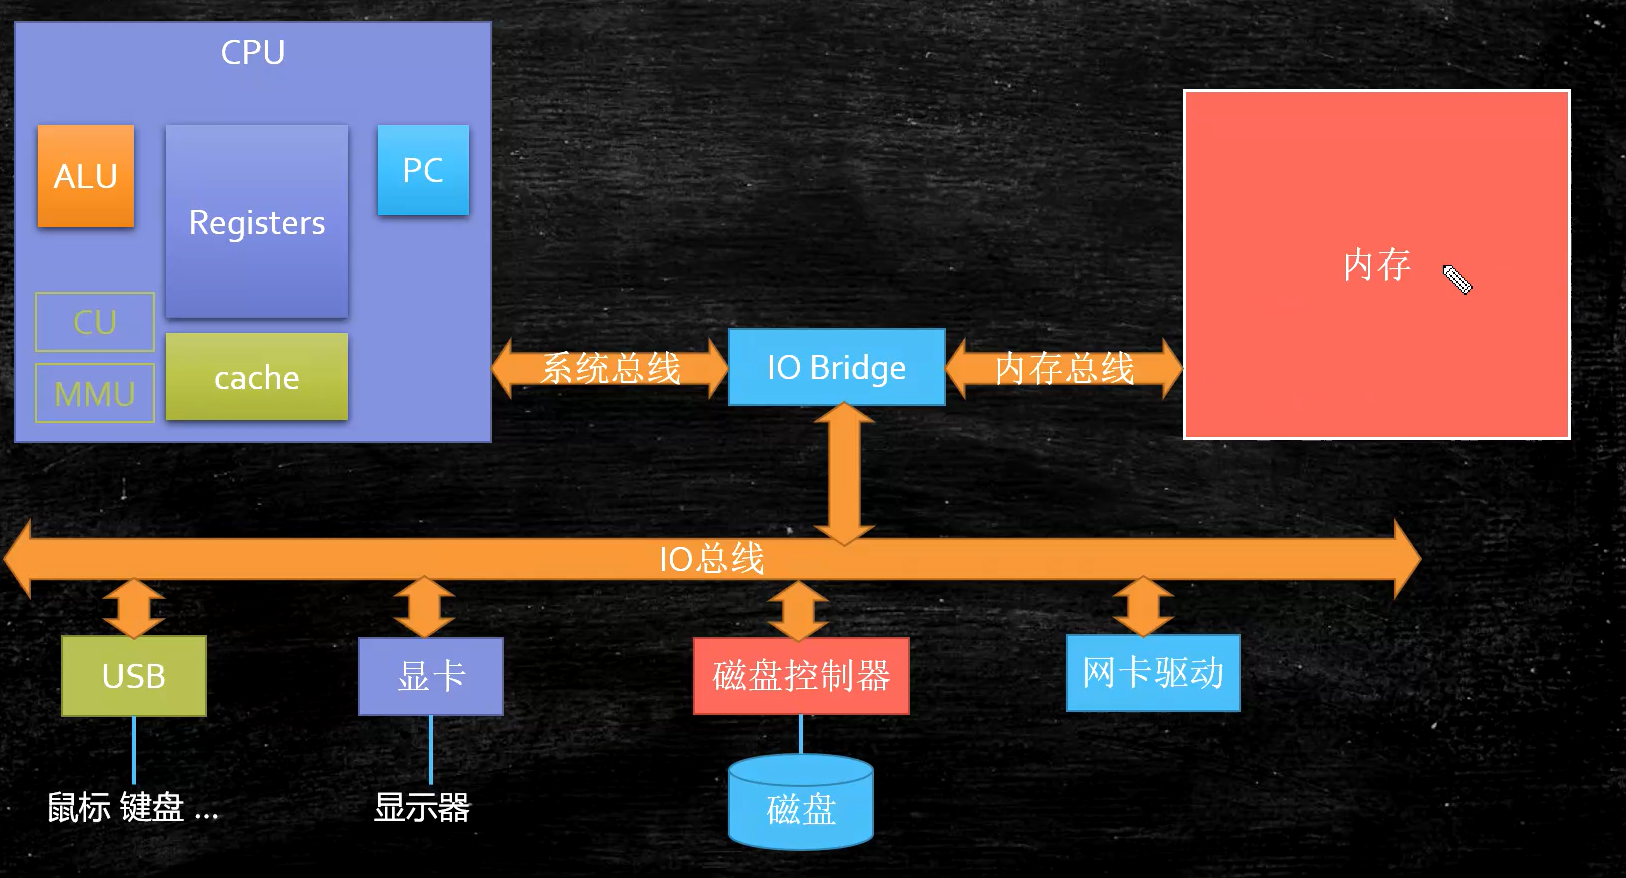 CPU
ALU
Registers
PC
CU
MMU
cache
系统总线
IO Bridge
内存总线
内存
IO总线
USB
显卡
磁盘控制器
网卡驱动
鼠标 键盘 ...
显示器
磁盘